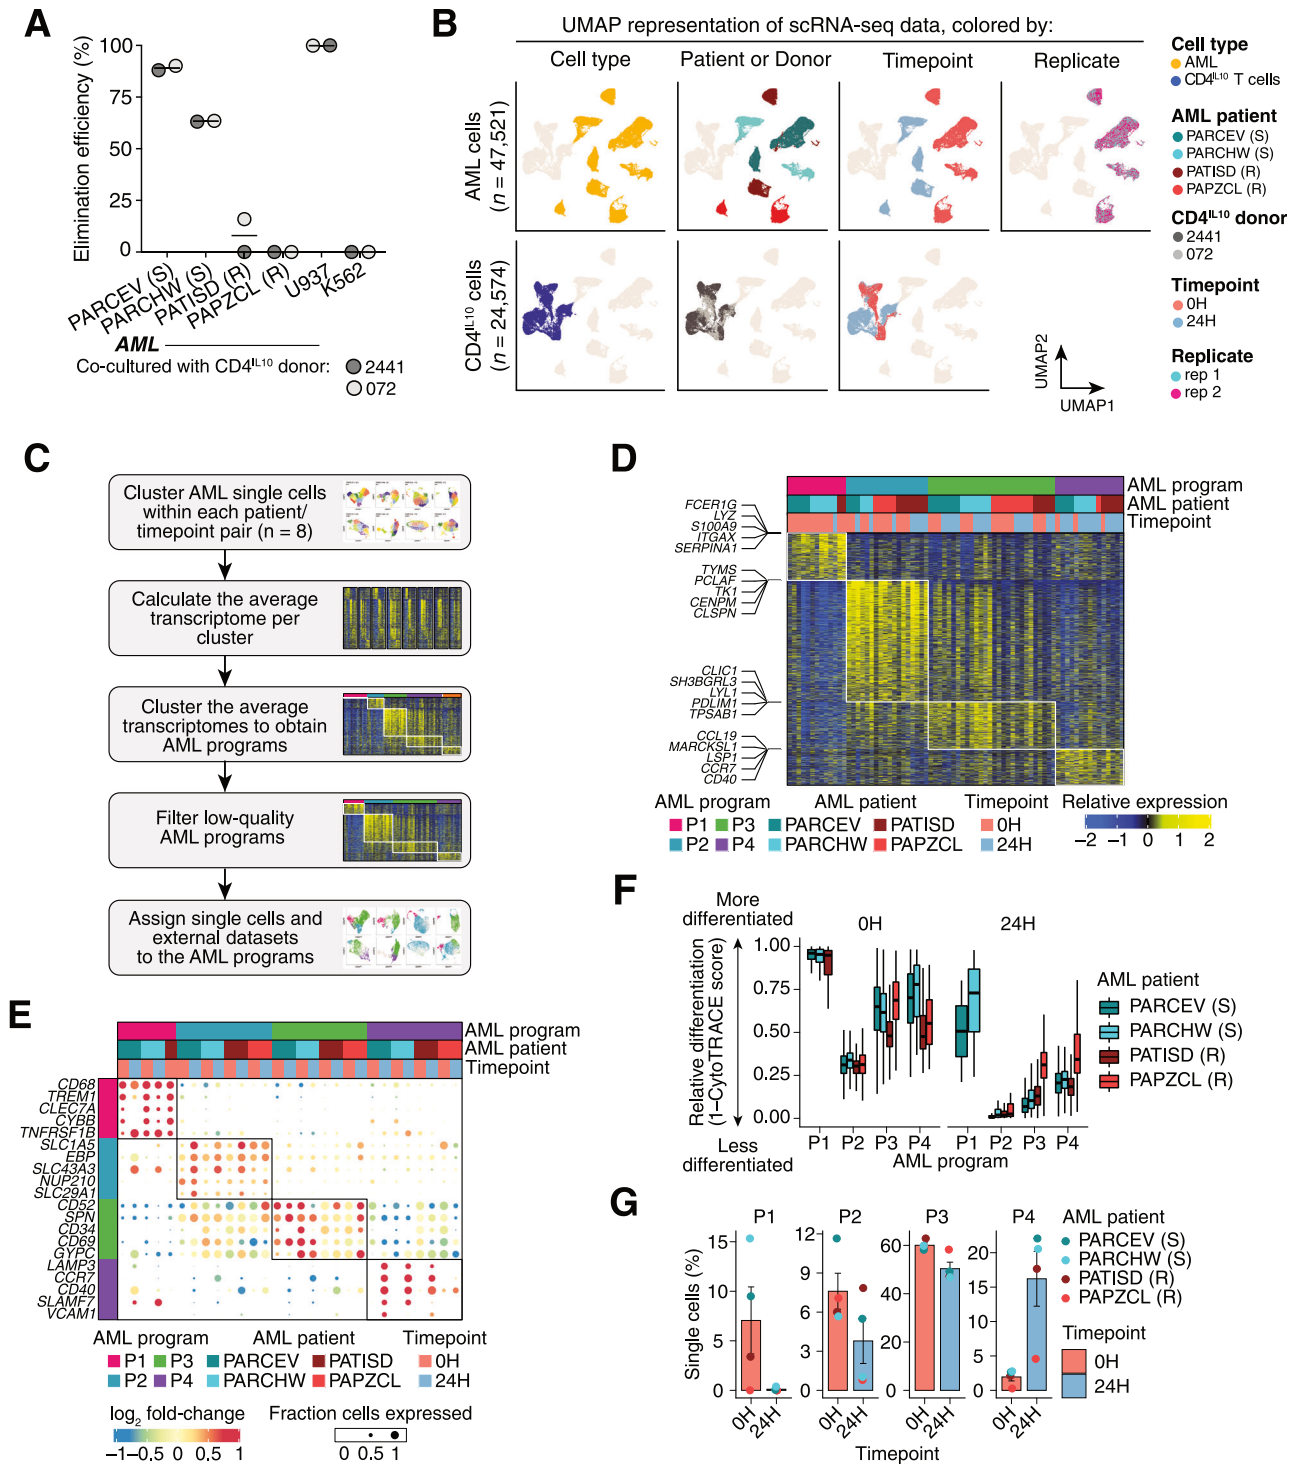 A
Elimination efficiency (%)
100
75
50
25
0
PARCEV (S)
PARCHW (S)
PATISD (R)
PAPZCL (R)
U937
K562
AML
Co-cultured with CD4IL10 donor:
2441
072
B
UMAP representation of scRNA-seq data, colored by:
Cell type
Patient or Donor
Timepoint
Replicate
AML cells
(n = 47,521)
CD4IL10 cells
(n = 24,574)
UMAP2
UMAP1
Cell type
AML
CD4IL10 T cells
AML patient
PARCEV (S)
PARCHW (S)
PATISD (R)
PAPZCL (R)
CD4IL10 donor
2441
072
Timepoint
0H
24H
Replicate
rep 1
rep 2
C
Cluster AML single cells
within each patient/
timepoint pair (n = 8)
Calculate the average
transcriptome per
cluster
Cluster the average
transcriptomes to obtain
AML programs
Filter low-quality
AML programs
Assign single cells and
external datasets
to the AML programs
D
AML program
AML patient
Timepoint
FCER1G
LYZ
S100A9
ITGAX
SERPINA1
TYMS
PCLAF
TK1
CENPM
CLSPN
CLIC1
SH3BGRL3
LYL1
PDLIM1
TPSAB1
CCL19
MARCKSL1
LSP1
CCR7
CD40
AML program
AML patient
Timepoint
Relative expression
P1
P3
PARCEV
PATISD
0H
P2
P4
PARCHW
PAPZCL
24H
−2 −1 0 1 2
E
AML program
AML patient
Timepoint
CD68
TREM1
CLEC7A
CYBB
TNFRSF1B
SLC1A5
EBP
SLC43A3
NUP210
SLC29A1
CD52
SPN
CD34
CD69
GYPC
LAMP3
CCR7
CD40
SLAMF7
VCAM1
AML program
AML patient
Timepoint
P1
P3
PARCEV
PATISD
0H
P2
P4
PARCHW
PAPZCL
24H
log2 fold-change
−1 −0.5 0 0.5 1
Fraction cells expressed
0 0.5 1
F
More
differentiated
Less
differentiated
Relative differentiation
(1−CytoTRACE score)
1.00
0.75
0.50
0.25
0.00
0H
24H
P1 P2 P3 P4
P1 P2 P3 P4
AML program
AML patient
PARCEV (S)
PARCHW (S)
PATISD (R)
PAPZCL (R)
G
Single cells (%)
P1
15
10
5
0
0H
24H
P2
12
9
6
3
0
0H
24H
P3
60
40
20
0
0H
24H
P4
20
15
10
5
0
0H
24H
Timepoint
AML patient
PARCEV (S)
PARCHW (S)
PATISD (R)
PAPZCL (R)
Timepoint
0H
24H